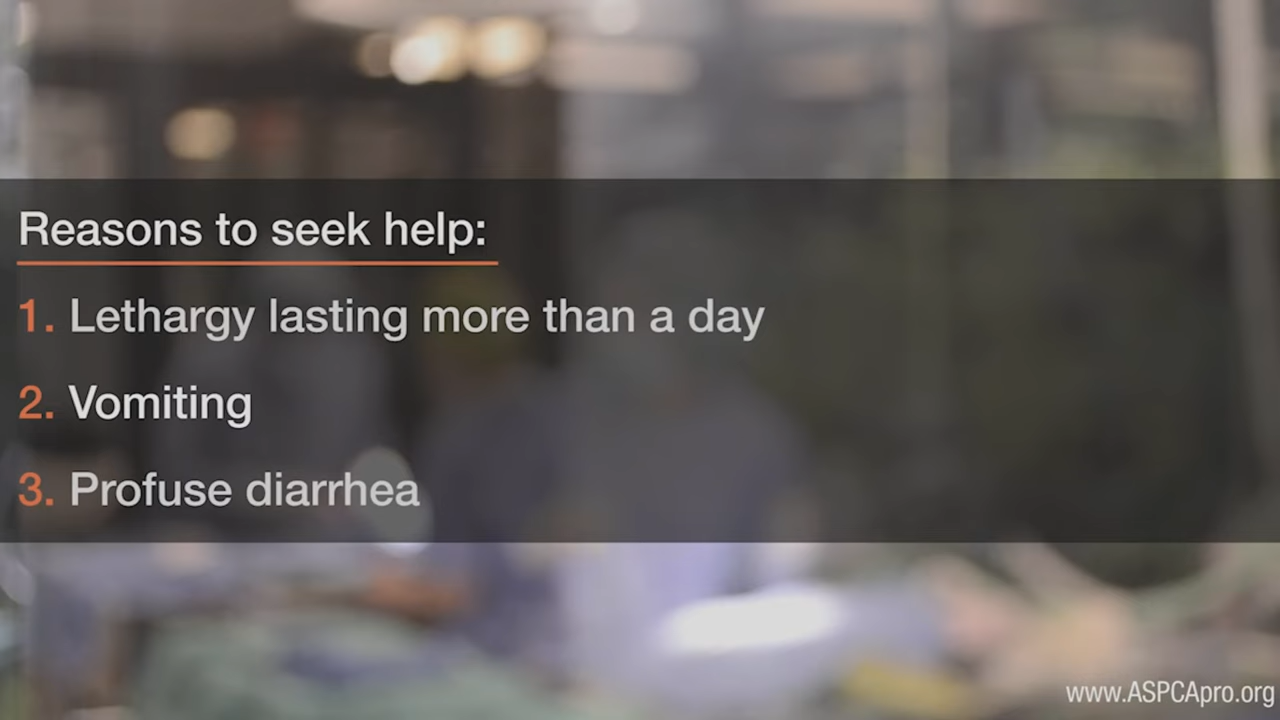 Reasons to seek help:
1. Lethargy lasting more than a day
2. Vomiting
3. Profuse diarrhea
www.ASPCApro.org